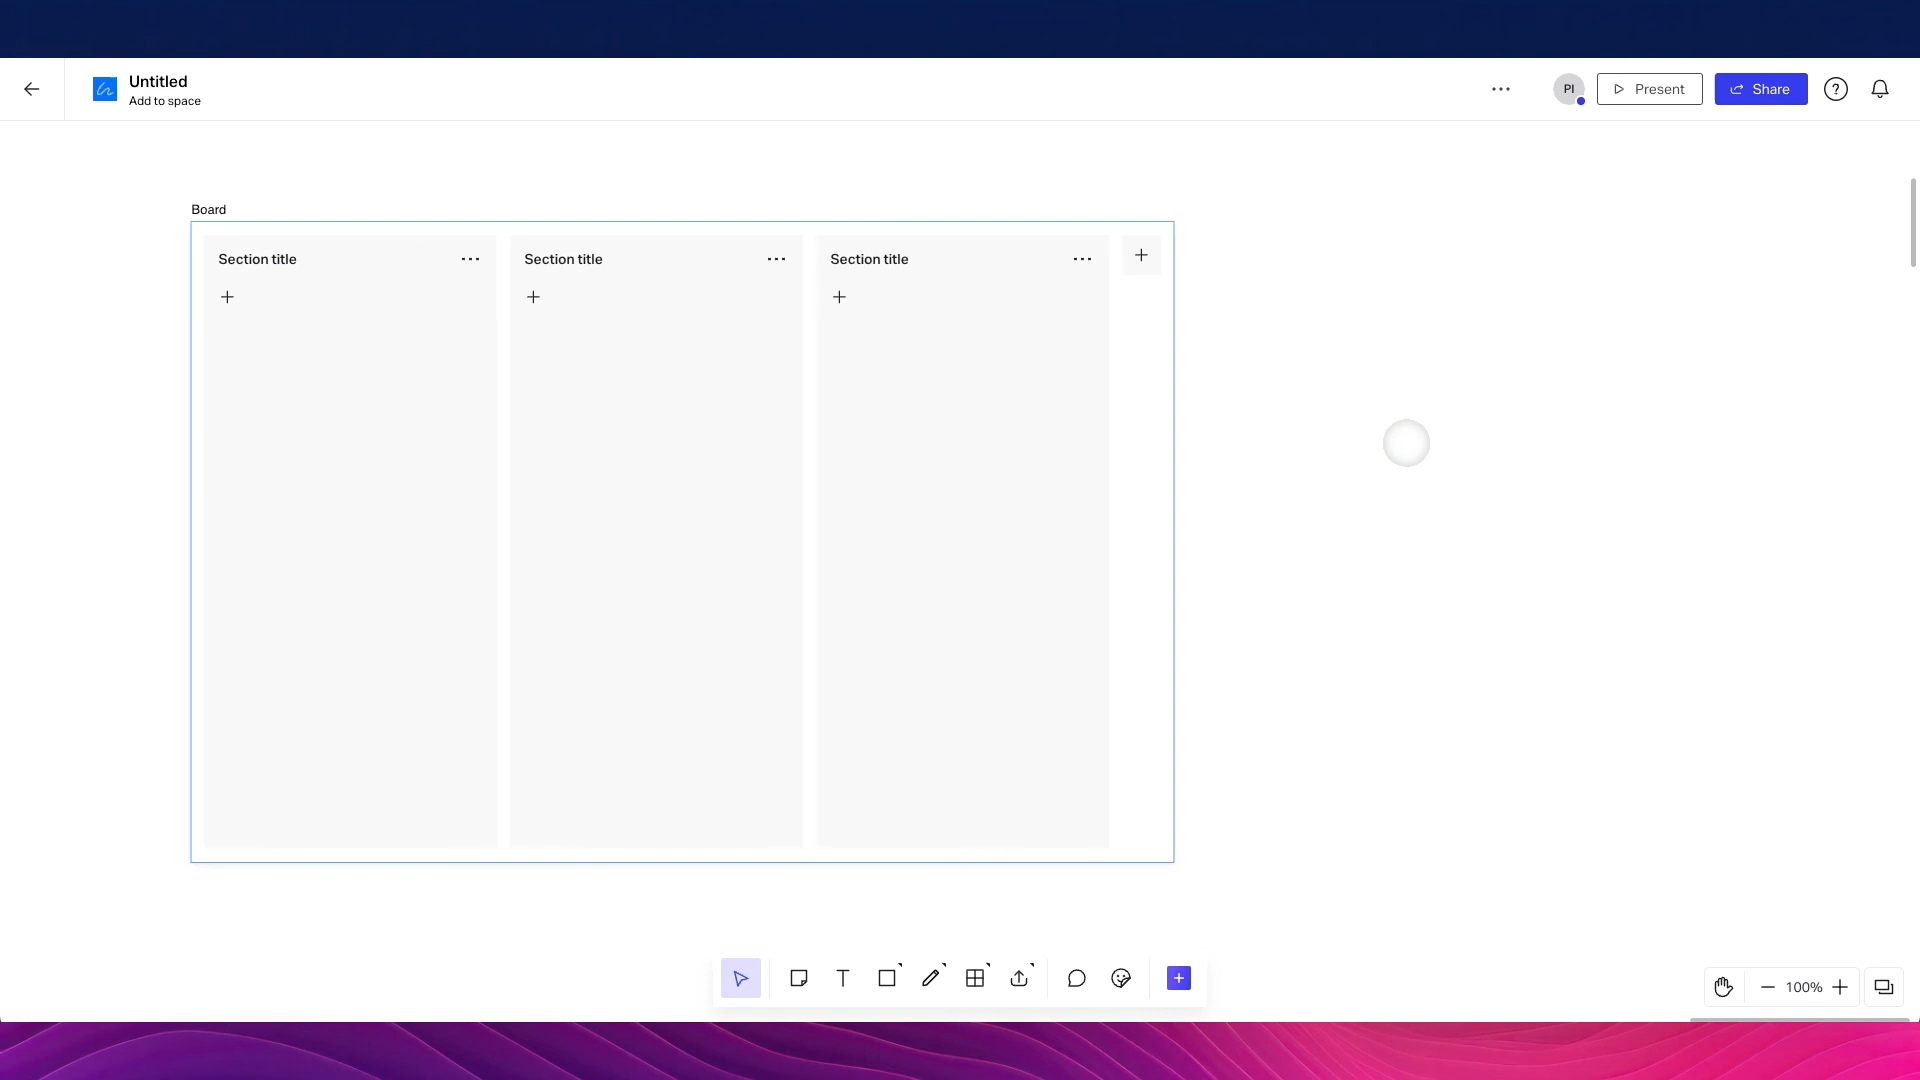 Untitled
Add to space
PI
Present
Share
Board
Section title
Section title
Section title
100%